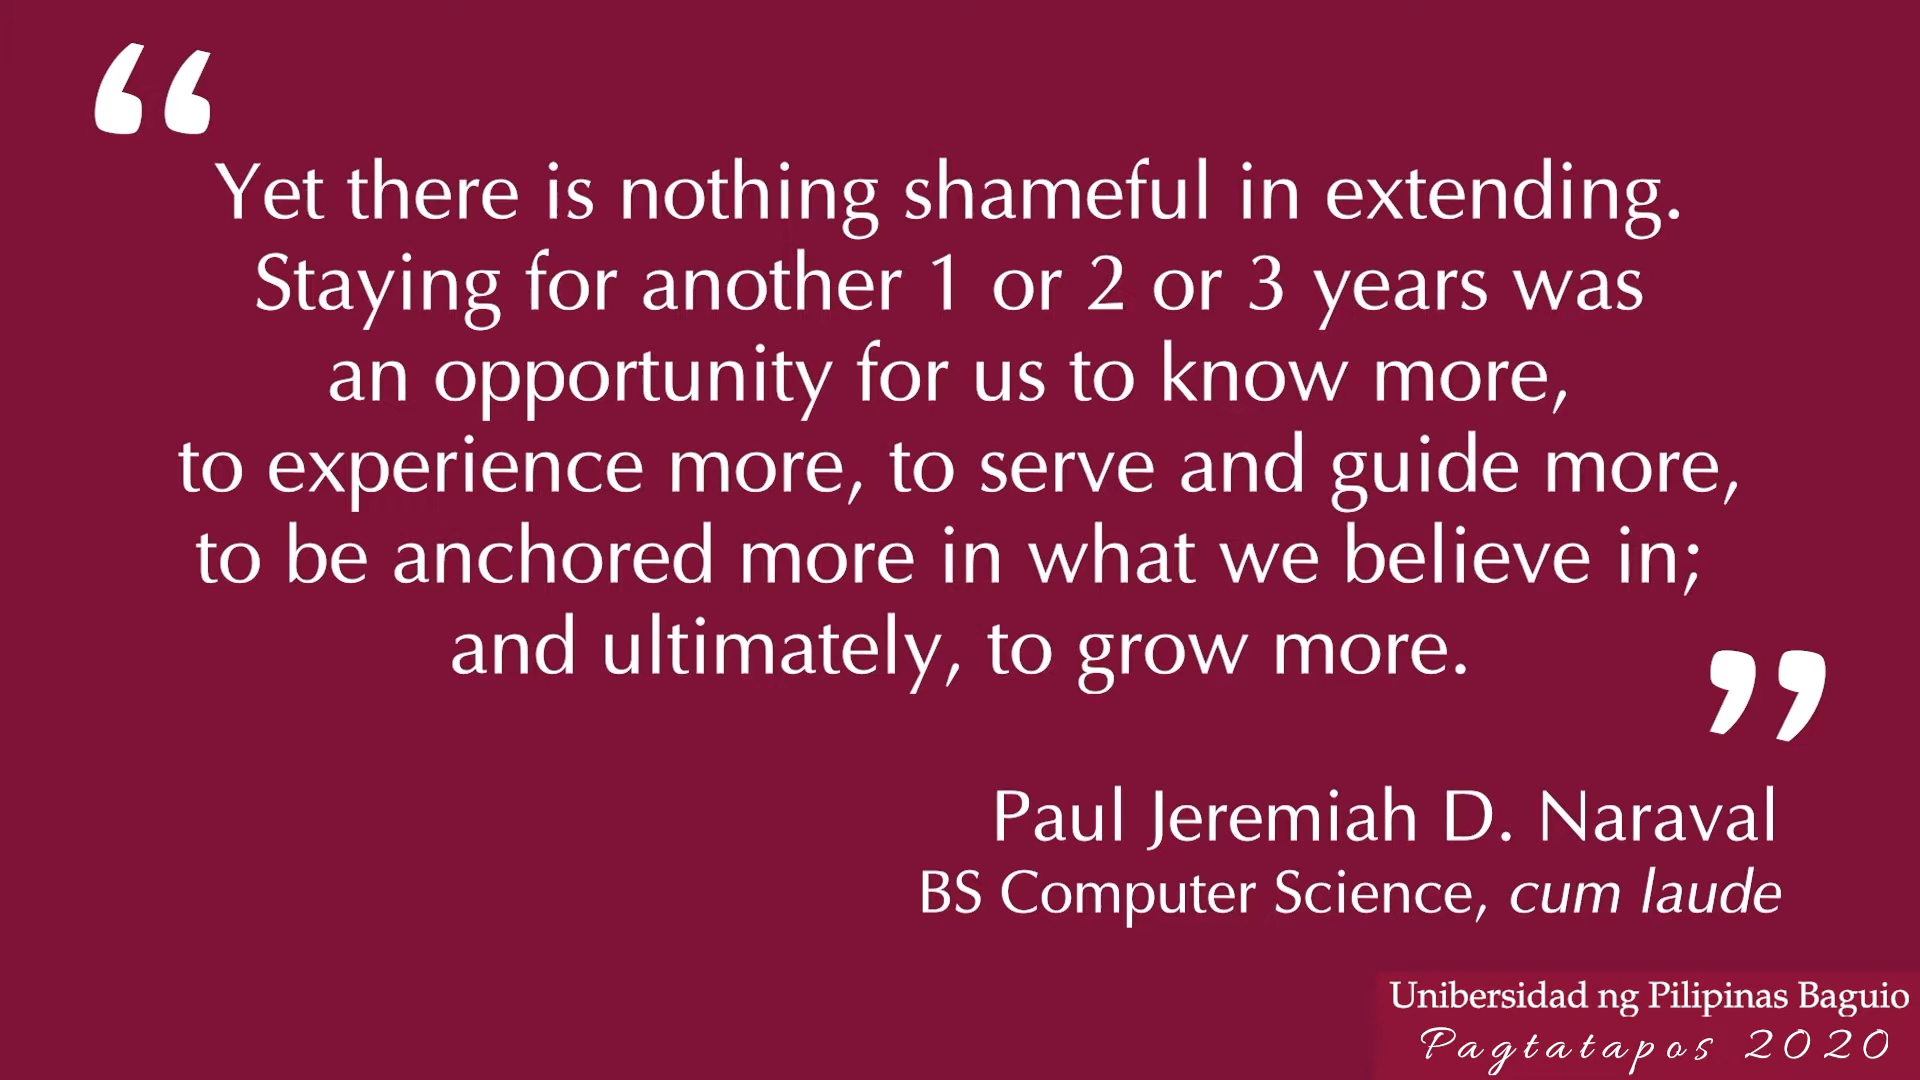 “
Yet there is nothing shameful in extending.
Staying for another 1 or 2 or 3 years was
an opportunity for us to know more,
to experience more, to serve and guide more,
to be anchored more in what we believe in;
and ultimately, to grow more.
”
Paul Jeremiah D. Naraval
BS Computer Science, cum laude
Unibersidad ng Pilipinas Baguio
Pagtatapos 2020